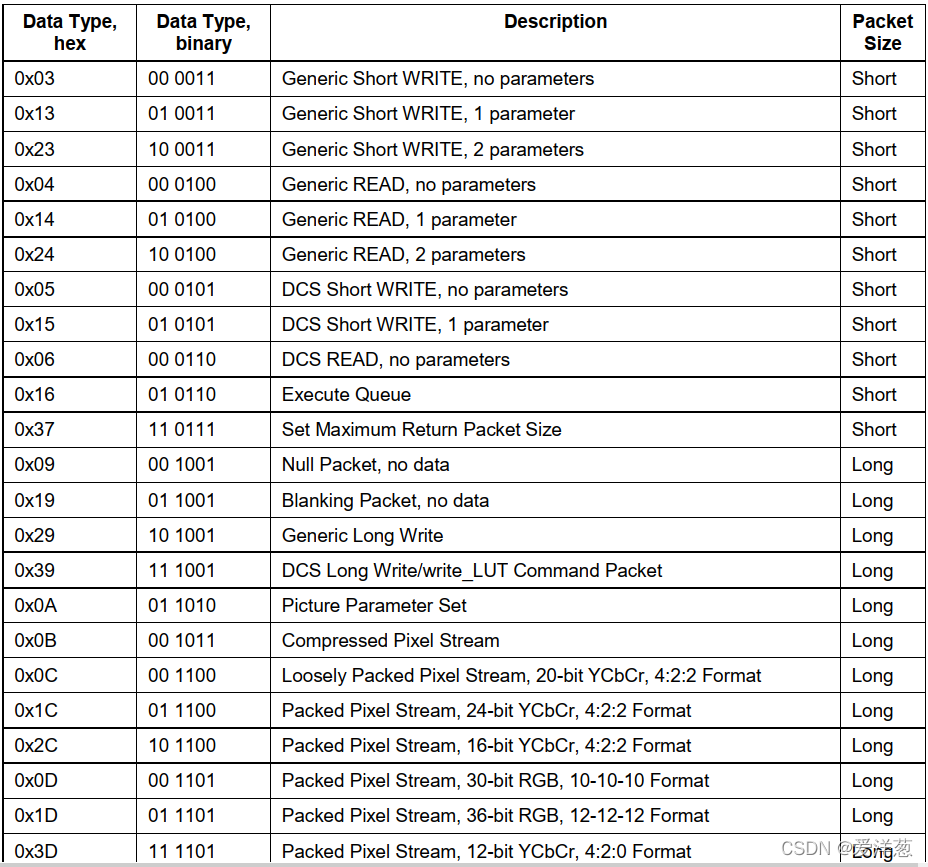 Data Type, hex Data Type, binary Description Packet Size
0x03 00 0011 Generic Short WRITE, no parameters Short
0x13 01 0011 Generic Short WRITE, 1 parameter Short
0x23 10 0011 Generic Short WRITE, 2 parameters Short
0x04 00 0100 Generic READ, no parameters Short
0x14 01 0100 Generic READ, 1 parameter Short
0x24 10 0100 Generic READ, 2 parameters Short
0x05 00 0101 DCS Short WRITE, no parameters Short
0x15 01 0101 DCS Short WRITE, 1 parameter Short
0x06 00 0110 DCS READ, no parameters Short
0x16 01 0110 Execute Queue Short
0x37 11 0111 Set Maximum Return Packet Size Short
0x09 00 1001 Null Packet, no data Long
0x19 01 1001 Blanking Packet, no data Long
0x29 10 1001 Generic Long Write Long
0x39 11 1001 DCS Long Write/write_LUT Command Packet Long
0x0A 01 1010 Picture Parameter Set Long
0x0B 00 1011 Compressed Pixel Stream Long
0x0C 00 1100 Loosely Packed Pixel Stream, 20-bit YCbCr, 4:2:2 Format Long
0x1C 01 1100 Packed Pixel Stream, 24-bit YCbCr, 4:2:2 Format Long
0x2C 10 1100 Packed Pixel Stream, 16-bit YCbCr, 4:2:2 Format Long
0x0D 00 1101 Packed Pixel Stream, 30-bit RGB, 10-10-10 Format Long
0x1D 01 1101 Packed Pixel Stream, 36-bit RGB, 12-12-12 Format Long
0x3D 11 1101 Packed Pixel Stream, 12-bit YCbCr, 4:2:0 Format Long
CSDN @爱洋葱